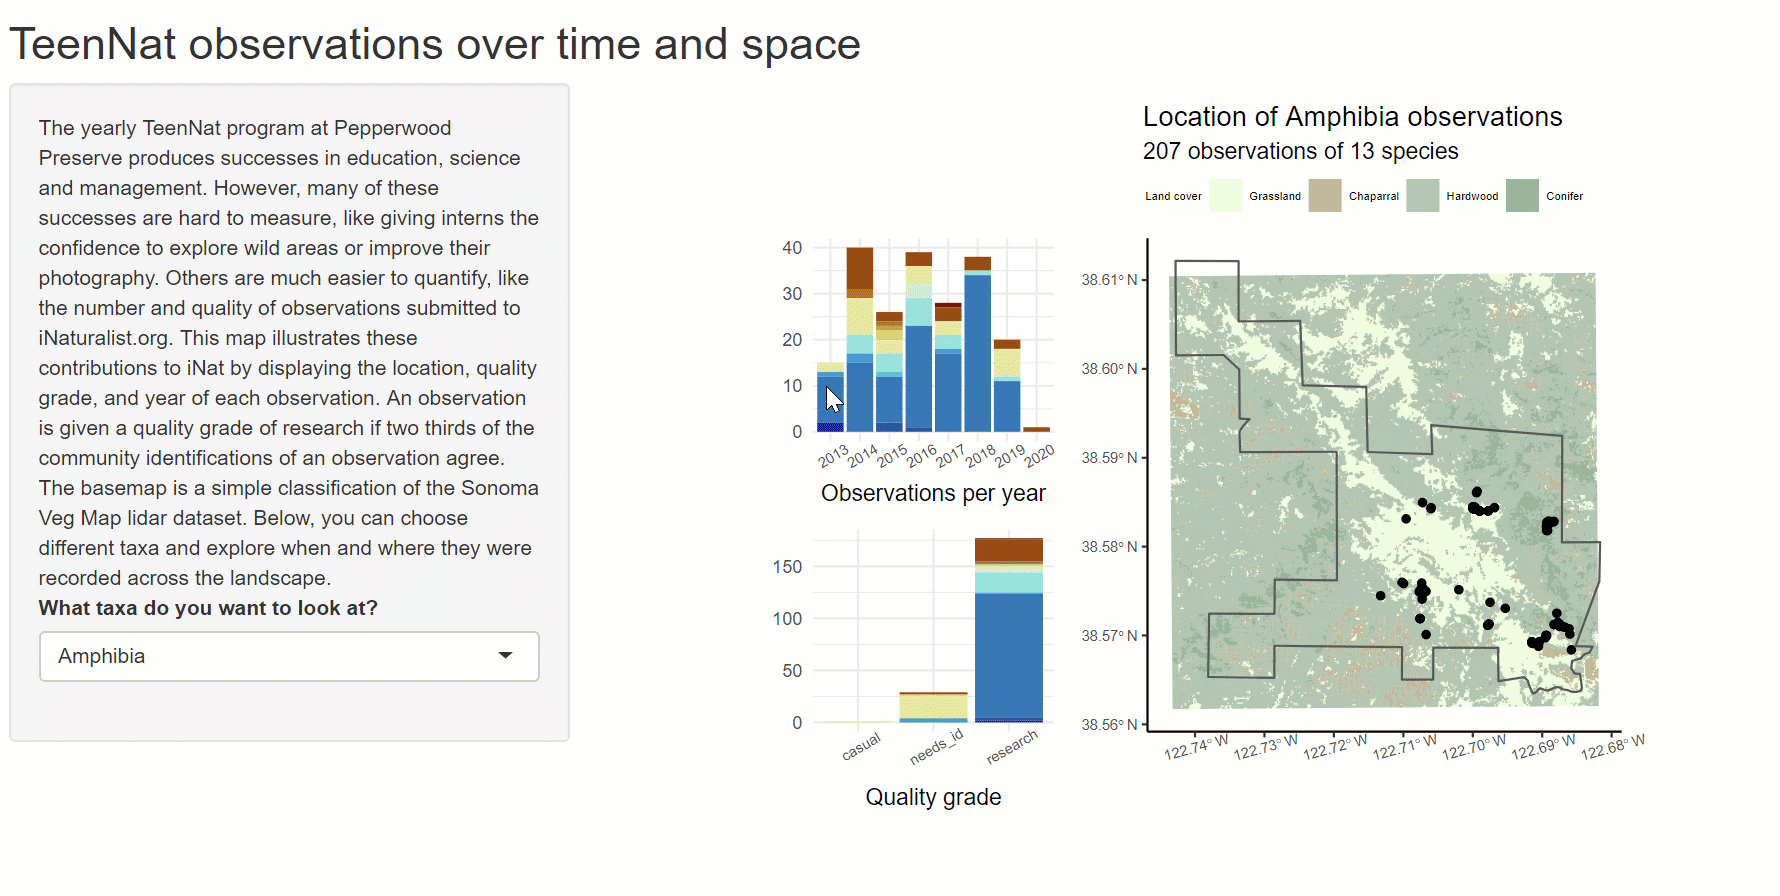 TeenNat observations over time and space
The yearly TeenNat program at Pepperwood
Preserve produces successes in education, science
and management. However, many of these
successes are hard to measure, like giving interns the
confidence to explore wild areas or improve their
photography. Others are much easier to quantify, like
the number and quality of observations submitted to
iNaturalist.org. This map illustrates these
contributions to iNat by displaying the location, quality
grade, and year of each observation. An observation
is given a quality grade of research if two thirds of the
community identifications of an observation agree.
The basemap is a simple classification of the Sonoma
Veg Map lidar dataset. Below, you can choose
different taxa and explore when and where they were
recorded across the landscape.
What taxa do you want to look at?
Amphibia
40
30
20
10
0
2013 2014 2015 2016 2017 2018 2019 2020
Observations per year
150
100
50
0
casual needs_id research
Quality grade
Location of Amphibia observations
207 observations of 13 species
Land cover Grassland Chaparral Hardwood Conifer
38.61° N
38.60° N
38.59° N
38.58° N
38.57° N
38.56° N
122.74° W 122.73° W 122.72° W 122.71° W 122.70° W 122.69° W 122.68° W